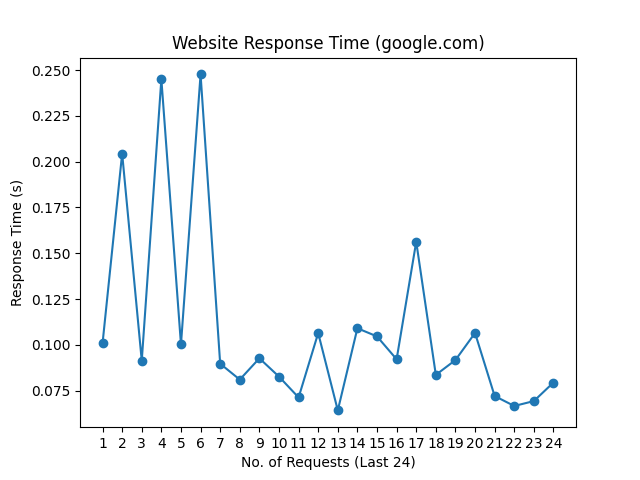 Website Response Time (google.com)
Response Time (s)
0.250
0.225
0.200
0.175
0.150
0.125
0.100
0.075
1 2 3 4 5 6 7 8 9 10 11 12 13 14 15 16 17 18 19 20 21 22 23 24
No. of Requests (Last 24)